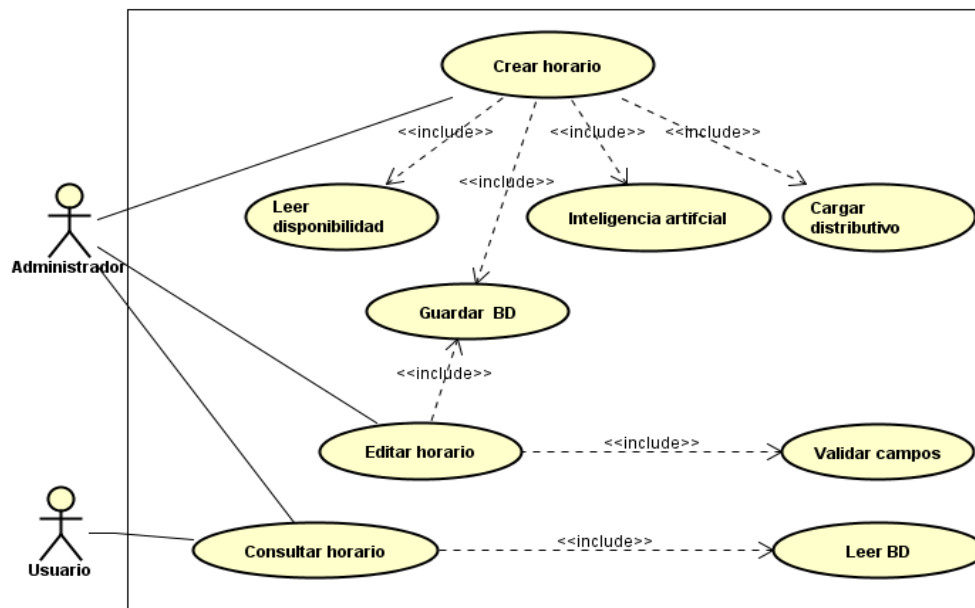 Crear horario
<<include>>
<<include>>
<<include>>
<<include>>
Leer
disponibilidad
Inteligencia artifcial
Cargar
distributivo
Administrador
Guardar BD
<<include>>
Editar horario
<<include>>
Validar campos
Usuario
Consultar horario
<<include>>
Leer BD